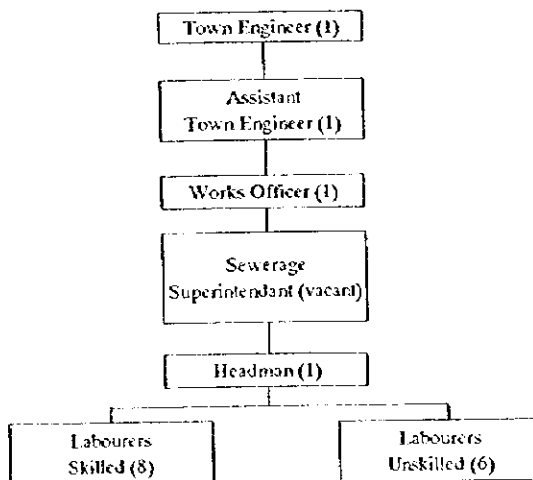 Town Engineer (1)
Assistant
Town Engineer (1)
Works Officer (1)
Sewerage
Superintendant (vacant)
Headman (1)
Labourers
Skilled (8)
Labourers
Unskilled (6)